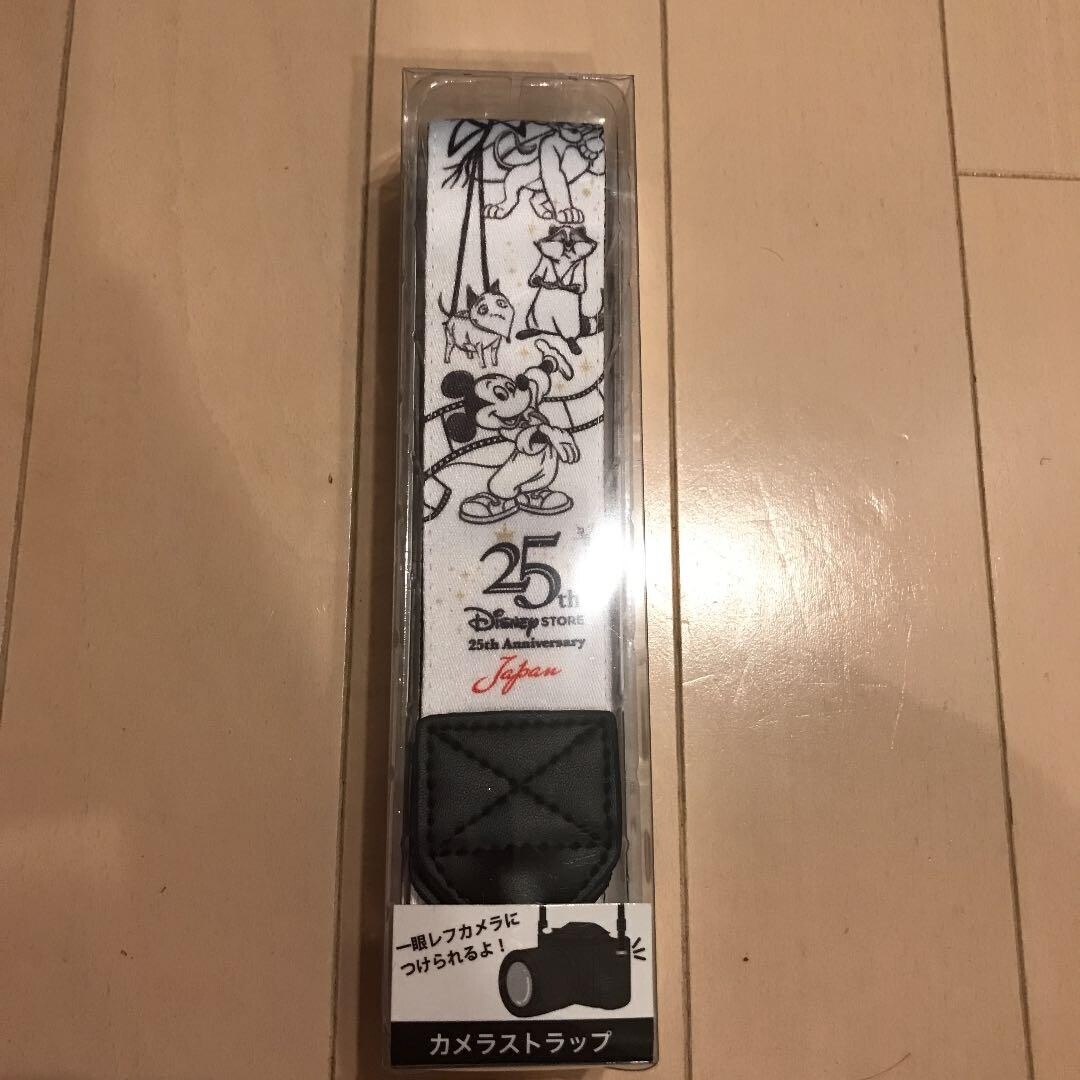 25th
Disney STORE
25th Anniversary
Japan
一眼レフカメラに
つけられるよ!
カメラストラップ